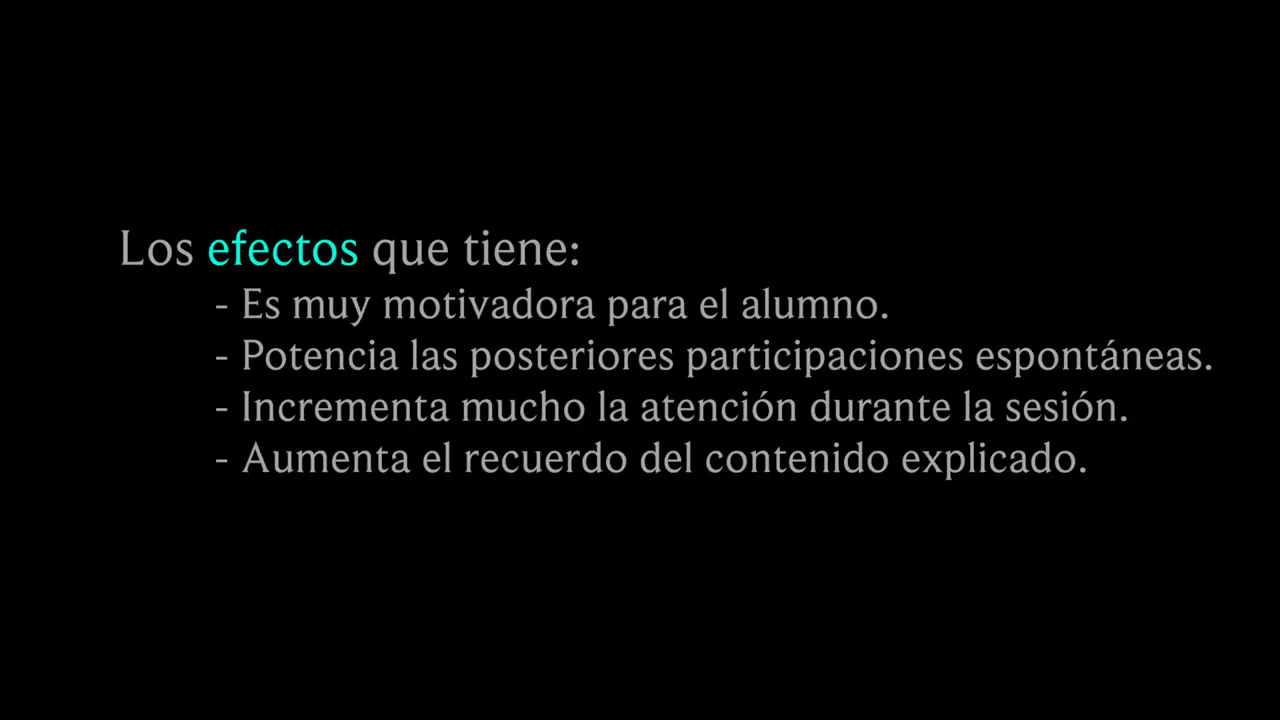 Los efectos que tiene:
- Es muy motivadora para el alumno.
- Potencia las posteriores participaciones espontáneas.
- Incrementa mucho la atención durante la sesión.
- Aumenta el recuerdo del contenido explicado.